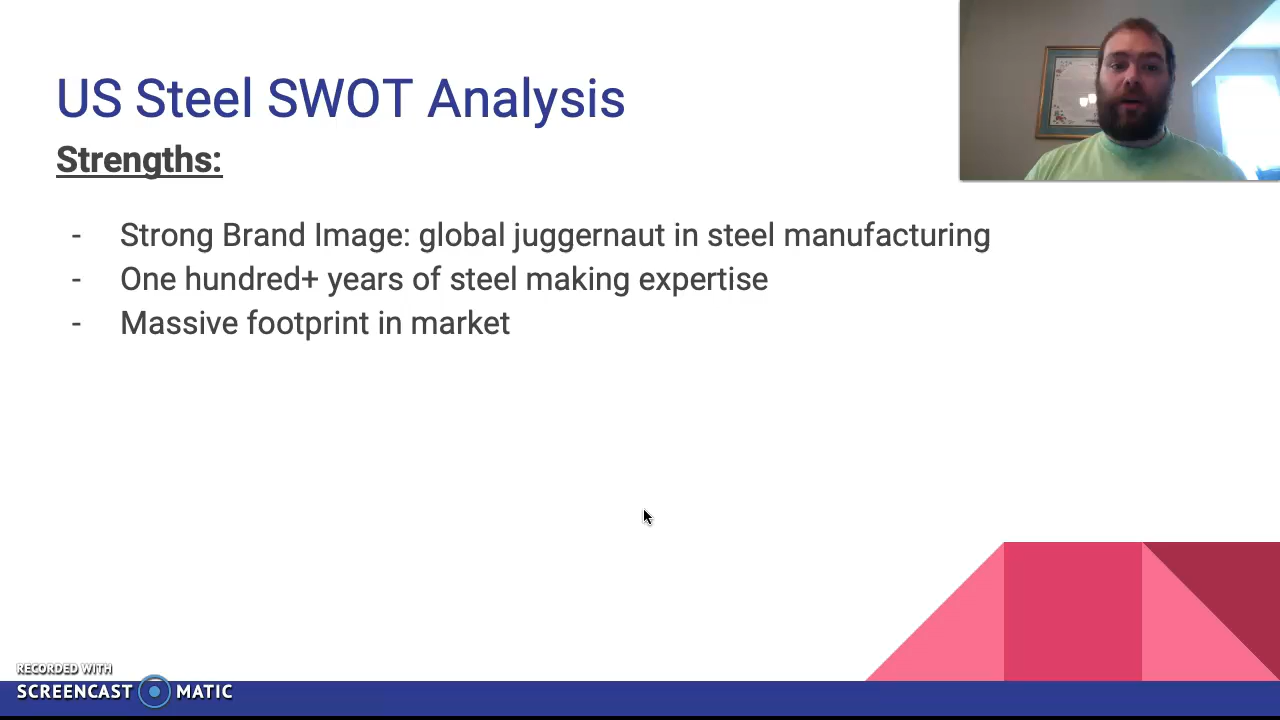 US Steel SWOT Analysis
Strengths:
- Strong Brand Image: global juggernaut in steel manufacturing
- One hundred+ years of steel making expertise
- Massive footprint in market
RECORDED WITH
SCREENCAST MATIC